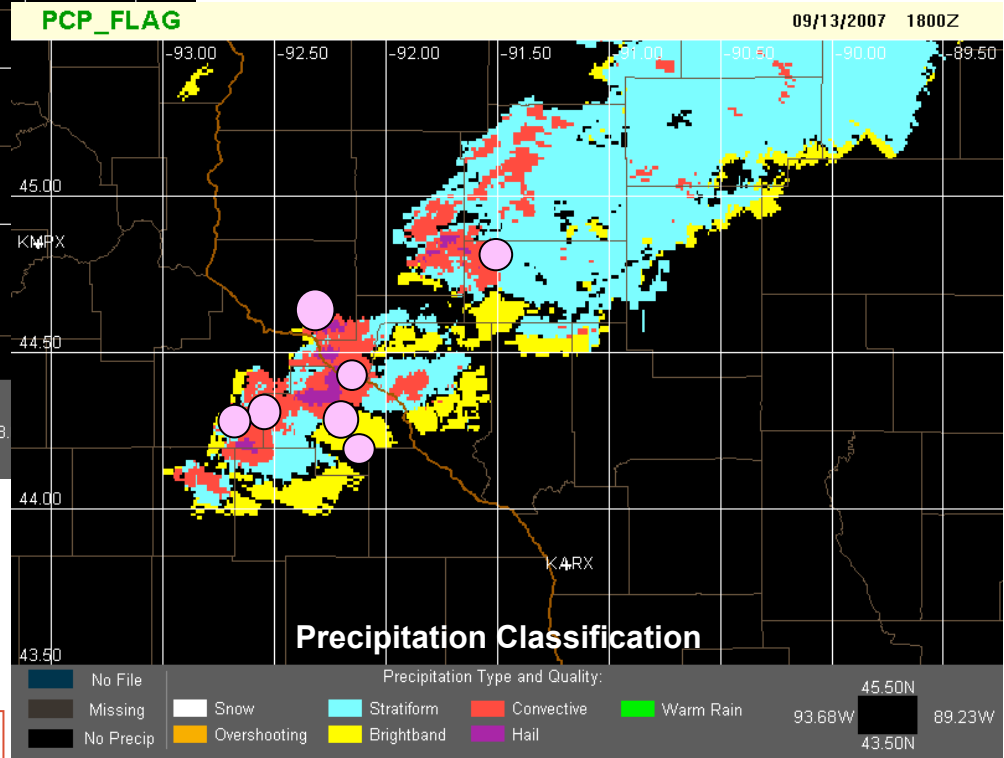 PCP_FLAG 09/13/2007 1800Z
-93.00 -92.50 -92.00 -91.50 -91.00 -90.50 -90.00 -89.50
45.00
KMPX
44.50
44.00
KARX
Precipitation Classification
43.50
No File Precipitation Type and Quality:
Missing Snow Stratiform Convective Warm Rain
No Precip Overshooting Brightband Hail
45.50N
93.68W 89.23W
43.50N